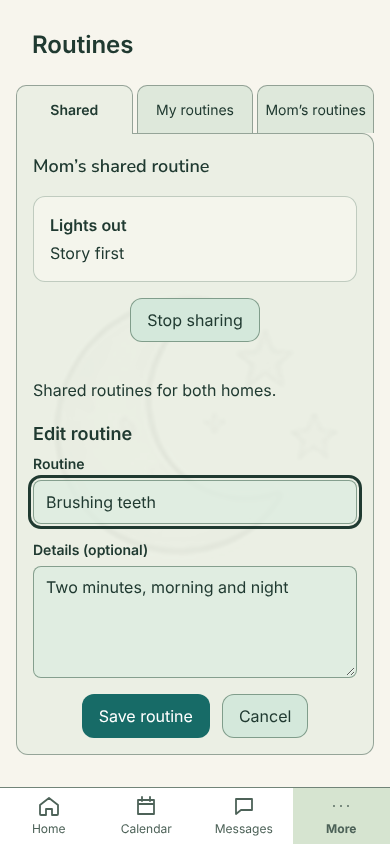 Routines
Shared
My routines
Mom’s routines
Mom’s shared routine
Lights out
Story first
Stop sharing
Shared routines for both homes.
Edit routine
Routine
Brushing teeth
Details (optional)
Two minutes, morning and night
Save routine
Cancel
Home
Calendar
Messages
More